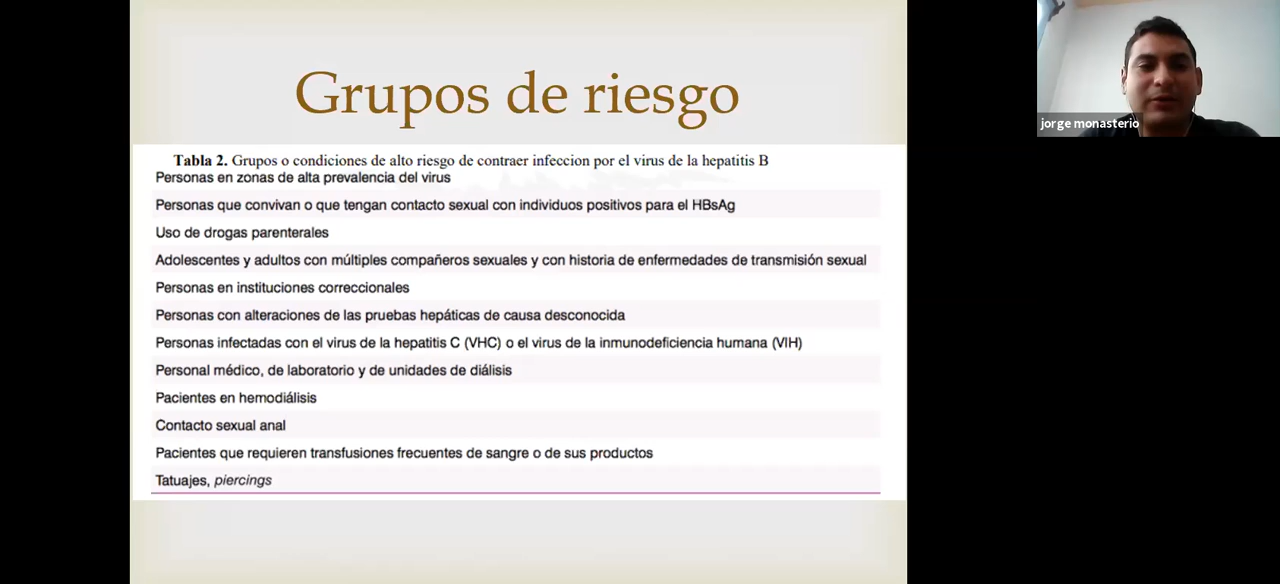 Grupos de riesgo
Tabla 2. Grupos o condiciones de alto riesgo de contraer infeccion por el virus de la hepatitis B
Personas en zonas de alta prevalencia del virus
Personas que convivan o que tengan contacto sexual con individuos positivos para el HBsAg
Uso de drogas parenterales
Adolescentes y adultos con múltiples compañeros sexuales y con historia de enfermedades de transmisión sexual
Personas en instituciones correccionales
Personas con alteraciones de las pruebas hepáticas de causa desconocida
Personas infectadas con el virus de la hepatitis C (VHC) o el virus de la inmunodeficiencia humana (VIH)
Personal médico, de laboratorio y de unidades de diálisis
Pacientes en hemodiálisis
Contacto sexual anal
Pacientes que requieren transfusiones frecuentes de sangre o de sus productos
Tatuajes, piercings
jorge monasterio